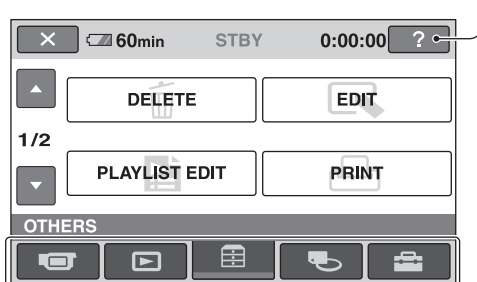 × 60min STBY 0:00:00 ?
DELETE EDIT
1/2
PLAYLIST EDIT PRINT
OTHERS